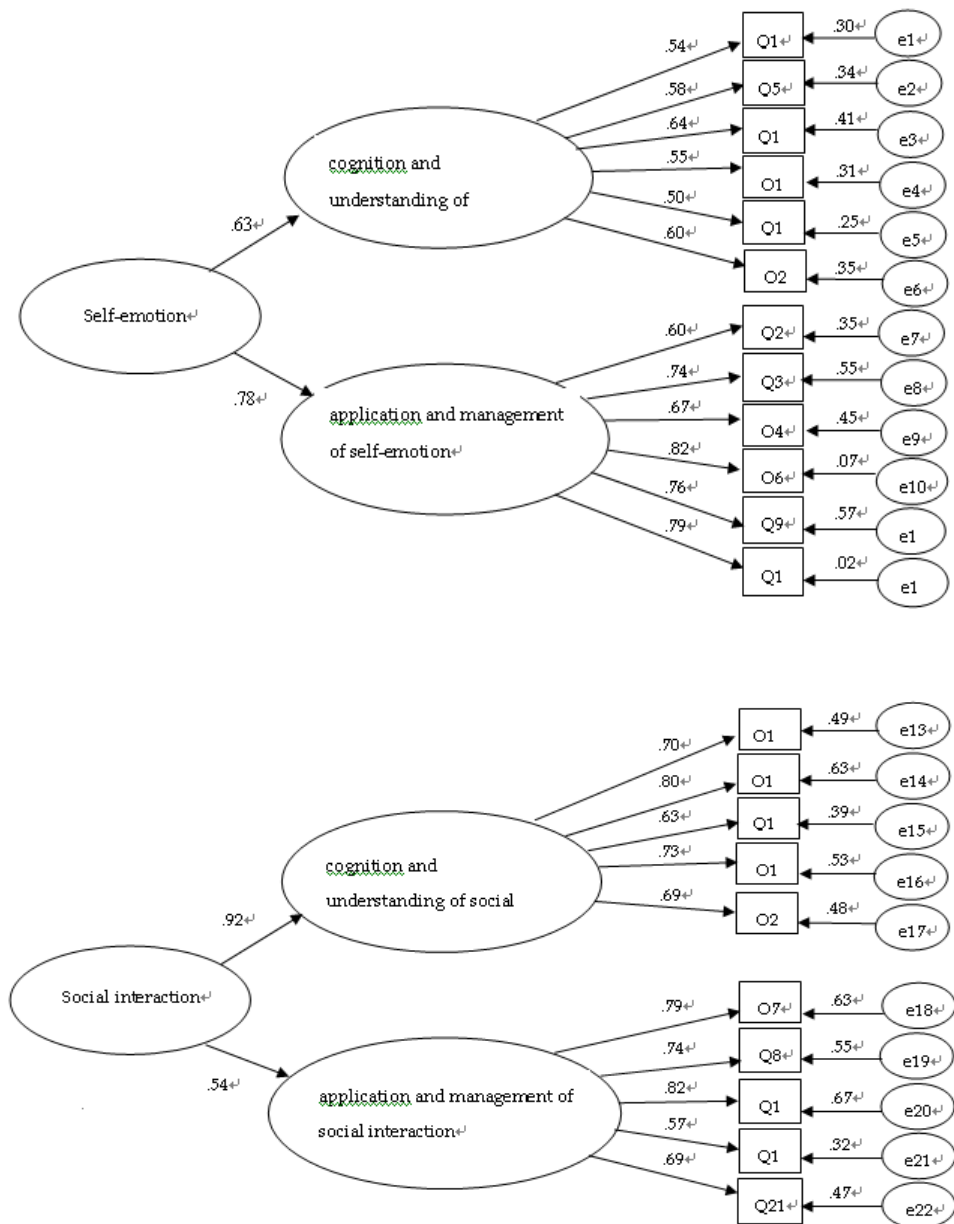 .54↵
Q1↵
.30↵
e1↵
.58↵
Q5↵
.34↵
e2↵
.64↵
Q1
.41↵
e3↵
.55↵
O1
.31↵
e4↵
.50↵
Q1
.25↵
e5↵
.60↵
O2
.35↵
e6↵
cognition and
understanding of
.63↵
Self-emotion↵
.78↵
.60↵
Q2↵
.35↵
e7↵
.74↵
Q3↵
.55↵
e8↵
.67↵
O4↵
.45↵
e9↵
.82↵
O6↵
.07↵
e10↵
.76↵
Q9↵
.57↵
e1
.79↵
Q1
.02↵
e1
application and management
of self-emotion↵
.70↵
O1
.49↵
e13↵
.80↵
O1
.63↵
e14↵
.63↵
Q1
.39↵
e15↵
.73↵
O1
.53↵
e16↵
.69↵
O2
.48↵
e17↵
cognition and
understanding of social
.92↵
Social interaction↵
.54↵
.79↵
O7↵
.63↵
e18↵
.74↵
Q8↵
.55↵
e19↵
.82↵
Q1
.67↵
e20↵
.57↵
Q1
.32↵
e21↵
.69↵
Q21↵
.47↵
e22↵
application and management of
social interaction↵